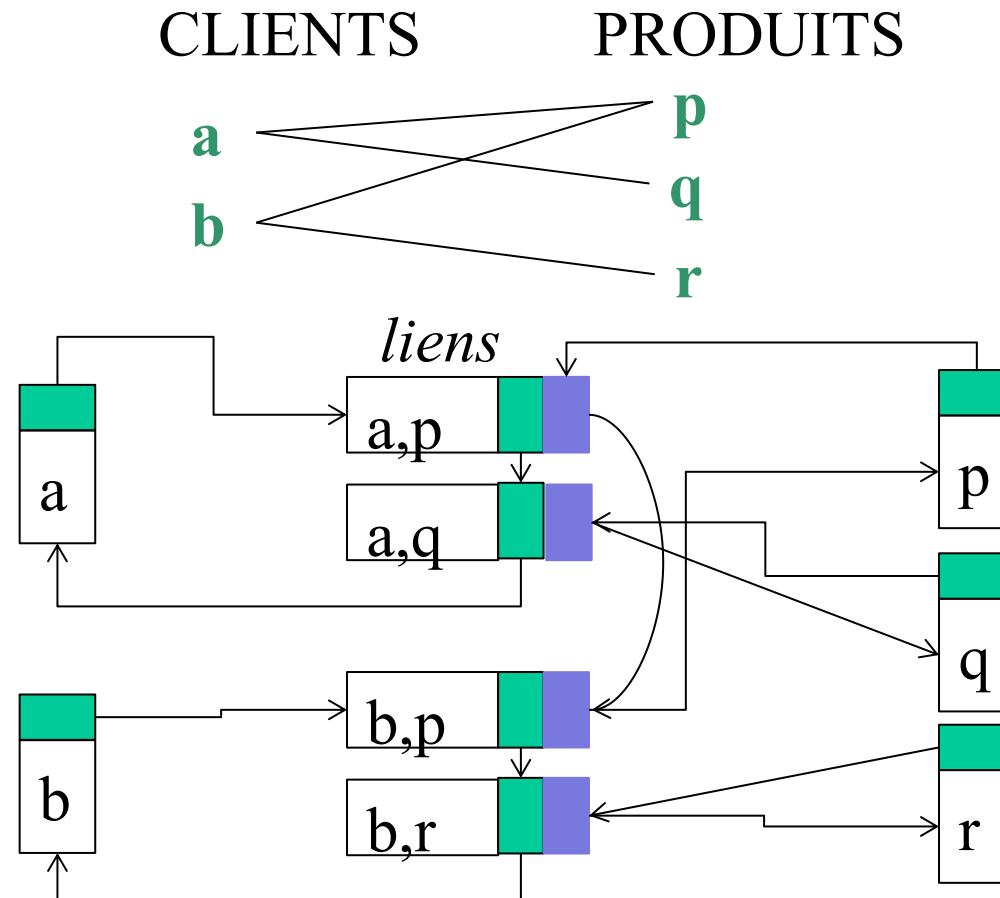 CLIENTS PRODUITS
a p
b q
r
liens
a a,p p
a,q
q
b b,p
b,r r